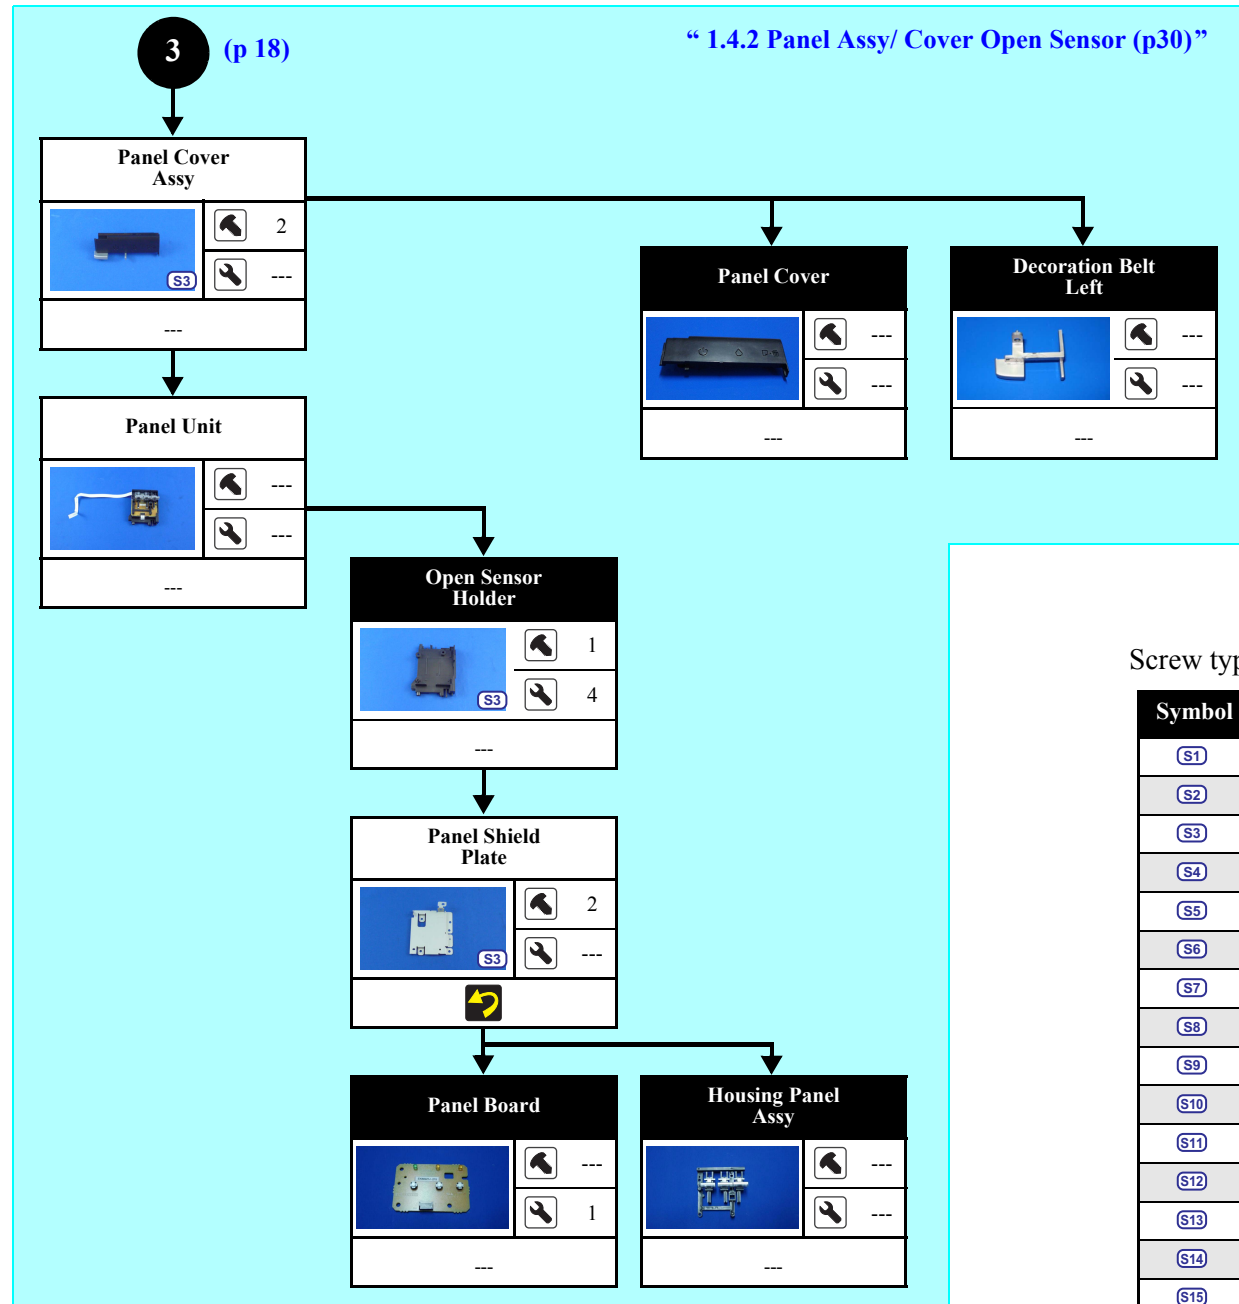 3 (p 18)
“ 1.4.2 Panel Assy/ Cover Open Sensor (p30)”
Panel Cover
Assy
S3
2
---
---
Panel Cover
---
---
---
Decoration Belt
Left
---
---
---
Panel Unit
---
---
---
Open Sensor
Holder
S3
1
4
---
Panel Shield
Plate
S3
2
---
Panel Board
---
1
---
Housing Panel
Assy
---
---
---
Screw typ
Symbol
S1
S2
S3
S4
S5
S6
S7
S8
S9
S10
S11
S12
S13
S14
S15